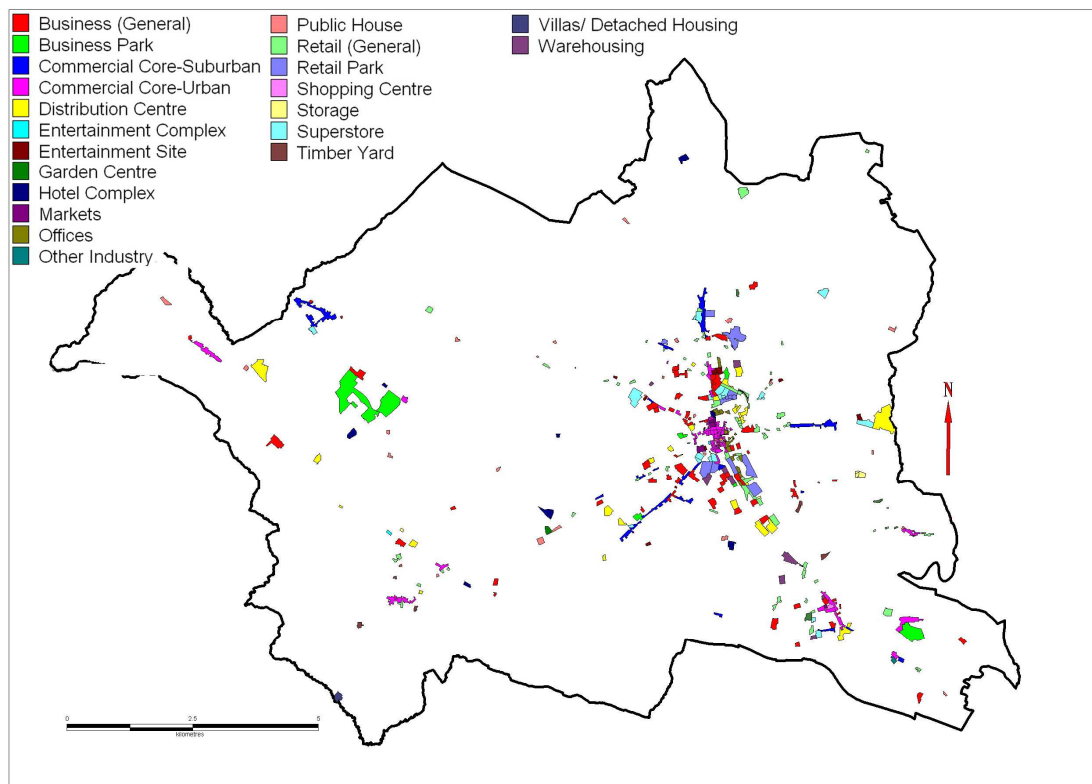 Business (General)
Business Park
Commercial Core-Suburban
Commercial Core-Urban
Distribution Centre
Entertainment Complex
Entertainment Site
Garden Centre
Hotel Complex
Markets
Offices
Other Industry
Public House
Retail (General)
Retail Park
Shopping Centre
Storage
Superstore
Timber Yard
Villas/ Detached Housing
Warehousing
N
0 2.5 5
kilometres